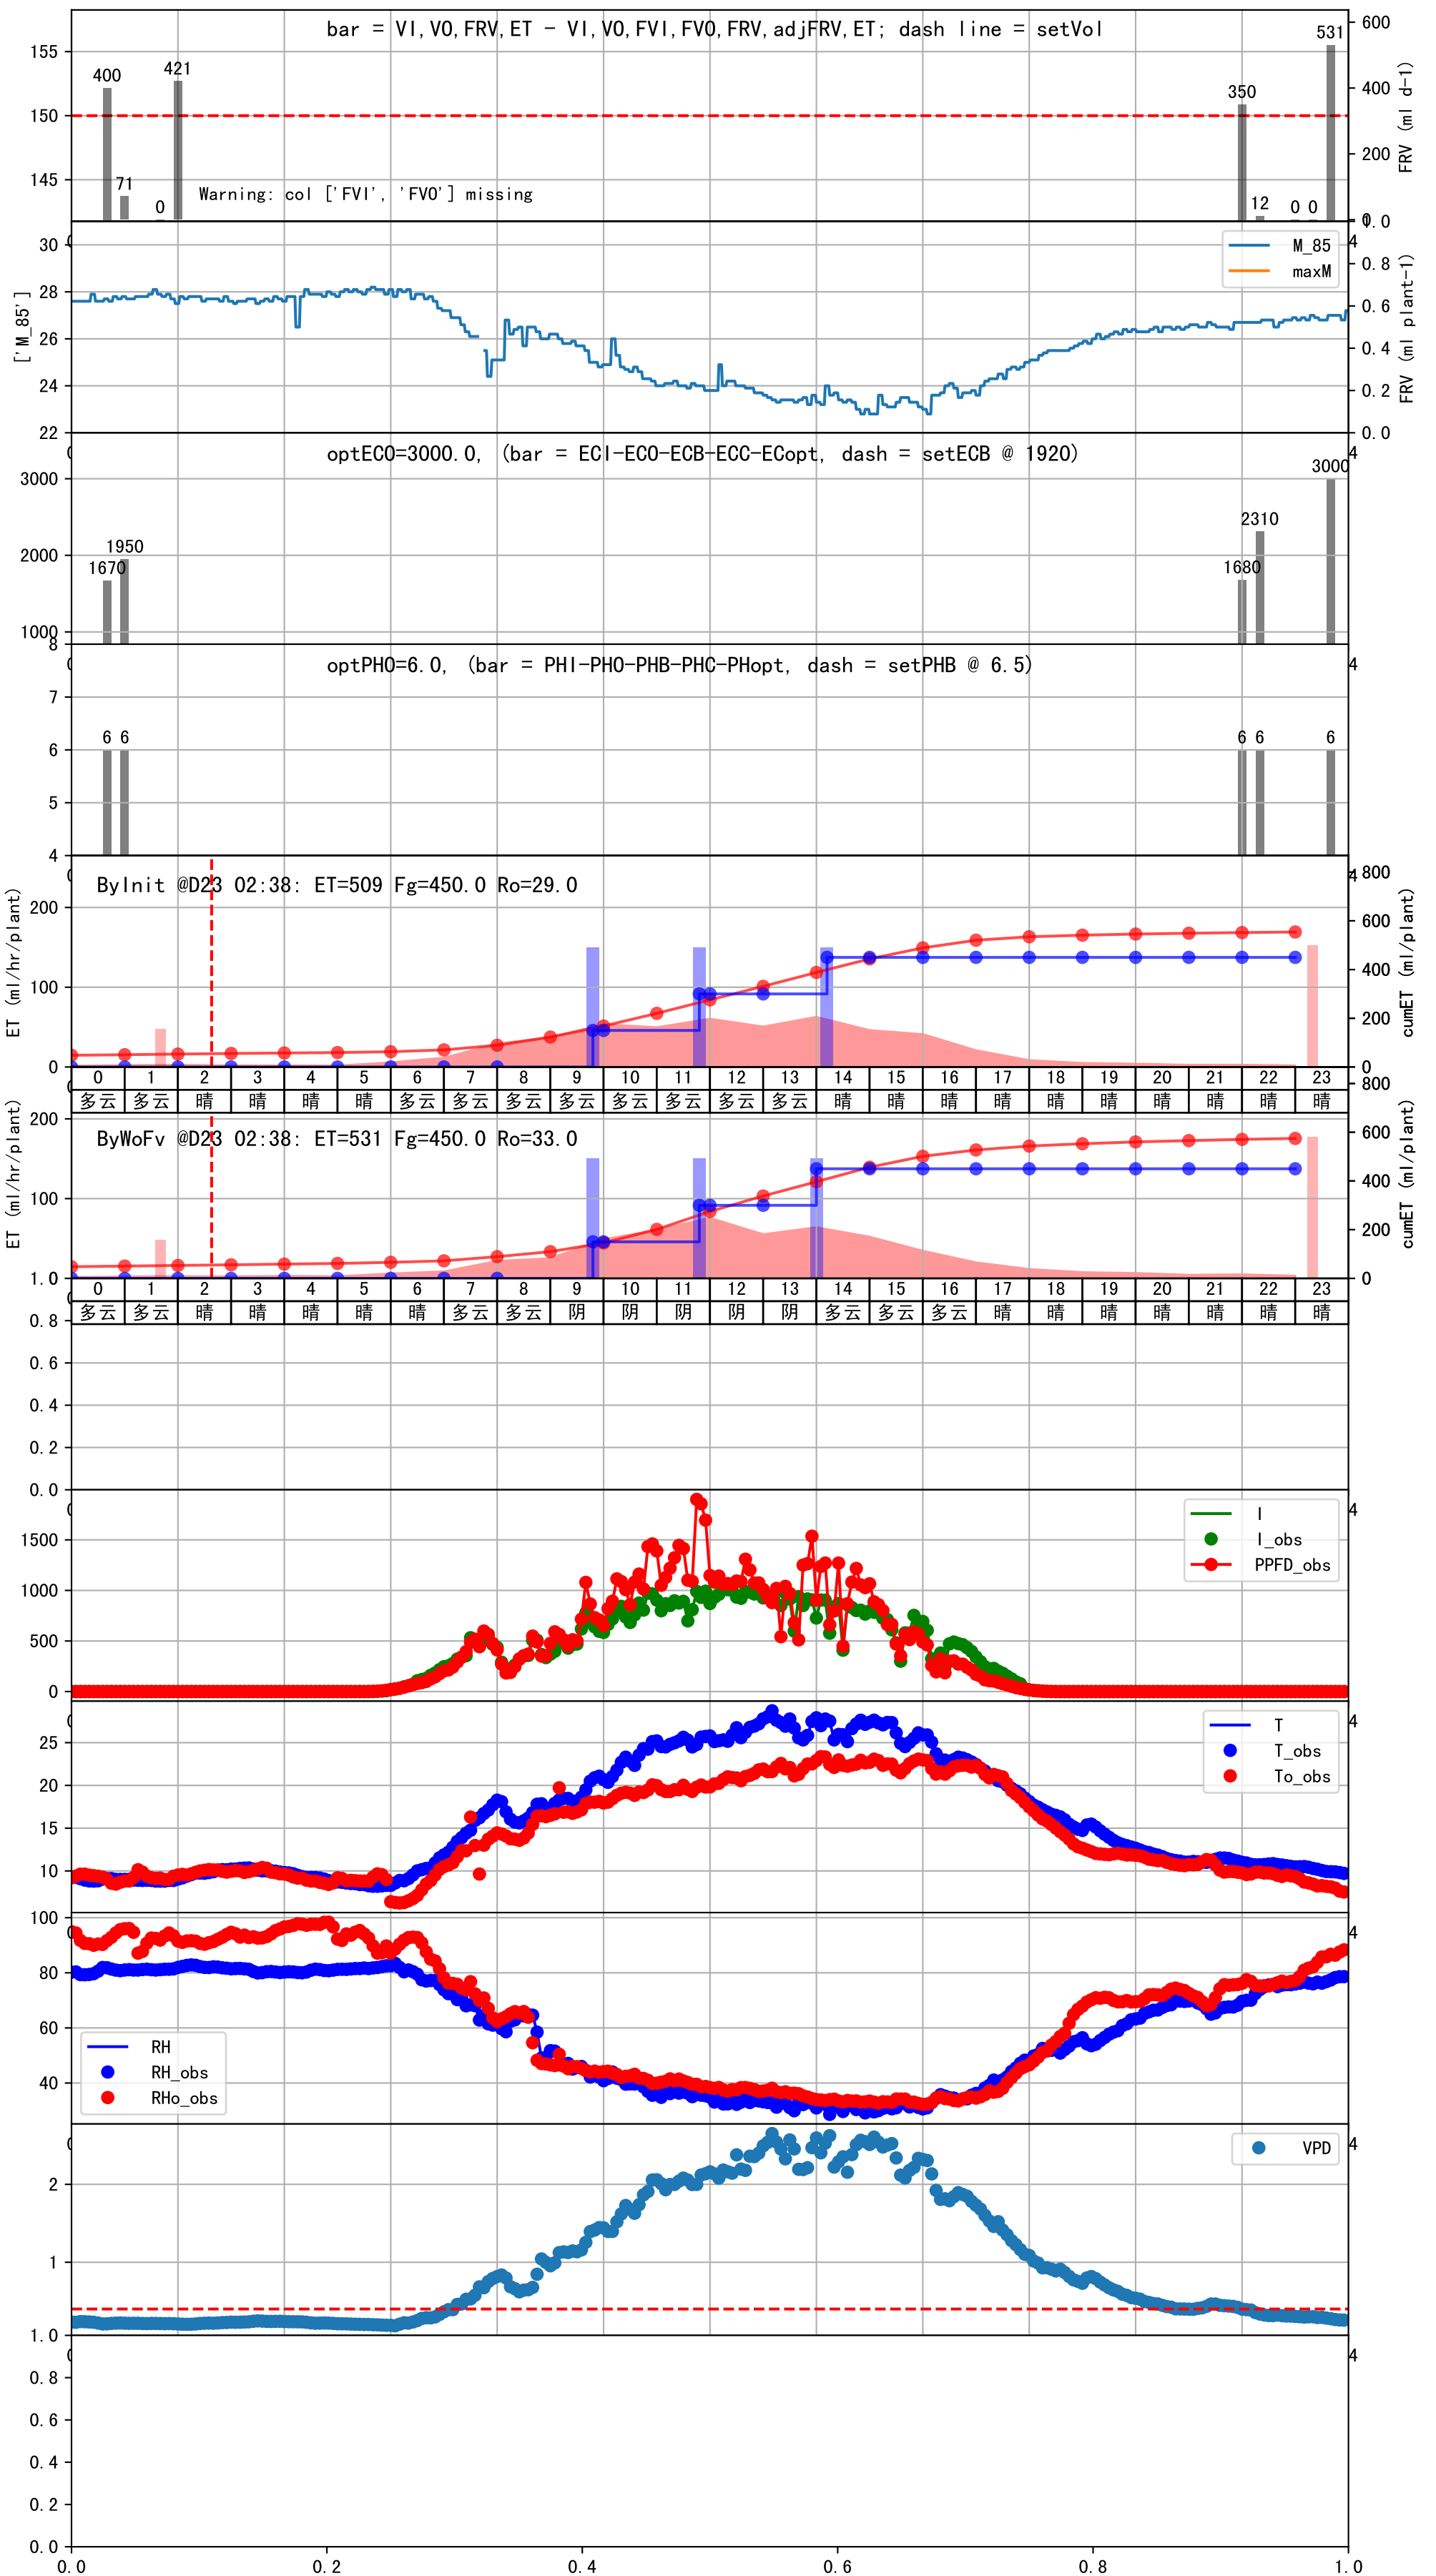 bar = VI,VO,FRV,ET - VI,VO,FVI,FVO,FRV,adjFRV,ET; dash line = setVol
155
150
145
400
71
0
421
Warning: col ['FVI', 'FVO'] missing
350
12
0 0
531
600
400
200
0
FRV (ml d-1)
['M_85']
30
28
26
24
22
M_85
maxM
1.0
0.8
0.6
0.4
0.2
0.0
FRV (ml plant-1)
optECO=3000.0, (bar = ECI-ECO-ECB-ECC-ECopt, dash = setECB @ 1920)
3000
2000
1000
1670
1950
1680
2310
3000
optPHO=6.0, (bar = PHI-PHO-PHB-PHC-PHopt, dash = setPHB @ 6.5)
8
7
6
5
4
6 6
6 6
6
ByInit @D23 02:38: ET=509 Fg=450.0 Ro=29.0
ET (ml/hr/plant)
200
100
0
800
600
400
200
0
cumET (ml/plant)
0 1 2 3 4 5 6 7 8 9 10 11 12 13 14 15 16 17 18 19 20 21 22 23
多云 多云 晴 晴 晴 晴 多云 多云 多云 多云 多云 多云 多云 多云 晴 晴 晴 晴 晴 晴 晴 晴 晴 晴
ByWoFv @D23 02:38: ET=531 Fg=450.0 Ro=33.0
ET (ml/hr/plant)
200
100
800
600
400
200
0
cumET (ml/plant)
0 1 2 3 4 5 6 7 8 9 10 11 12 13 14 15 16 17 18 19 20 21 22 23
多云 多云 晴 晴 晴 晴 晴 多云 多云 阴 阴 阴 阴 阴 多云 多云 多云 晴 晴 晴 晴 晴 晴 晴
1.0
0.8
0.6
0.4
0.2
0.0
1500
1000
500
0
I
I_obs
PPFD_obs
25
20
15
10
T
T_obs
To_obs
100
80
60
40
RH
RH_obs
RHo_obs
2
1
VPD
1.0
0.8
0.6
0.4
0.2
0.0
0.0 0.2 0.4 0.6 0.8 1.0